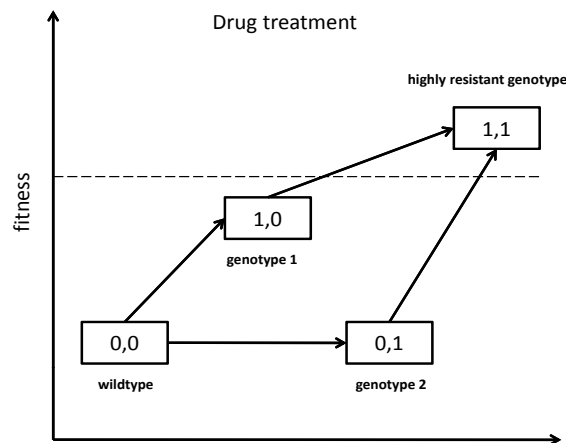 Drug treatment
highly resistant genotype
1,1
fitness
1,0
genotype 1
0,0
0,1
wildtype
genotype 2